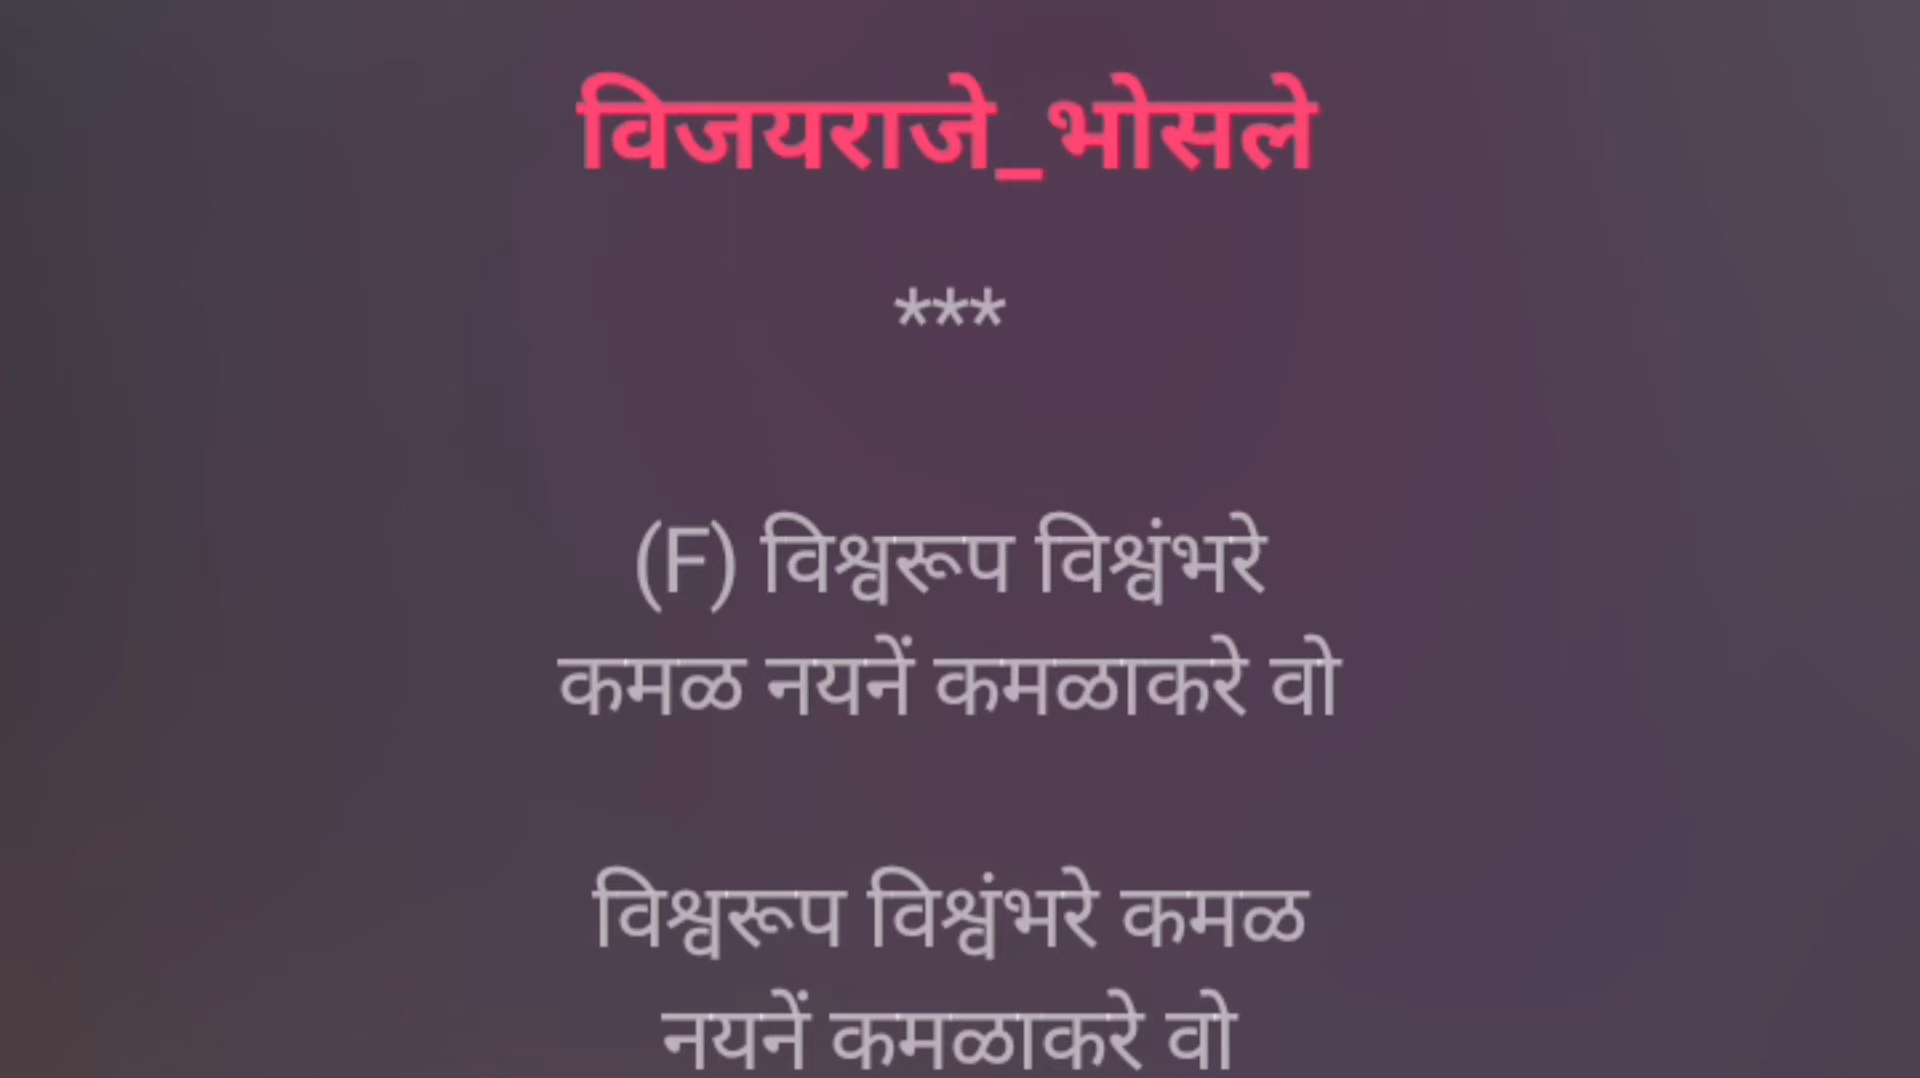 विजयराजे_भोसले
***
(F) विश्वरूप विश्वंभरे
कमळ नयनें कमळाकरे वो
विश्वरूप विश्वंभरे कमळ
नयनें कमळाकरे वो